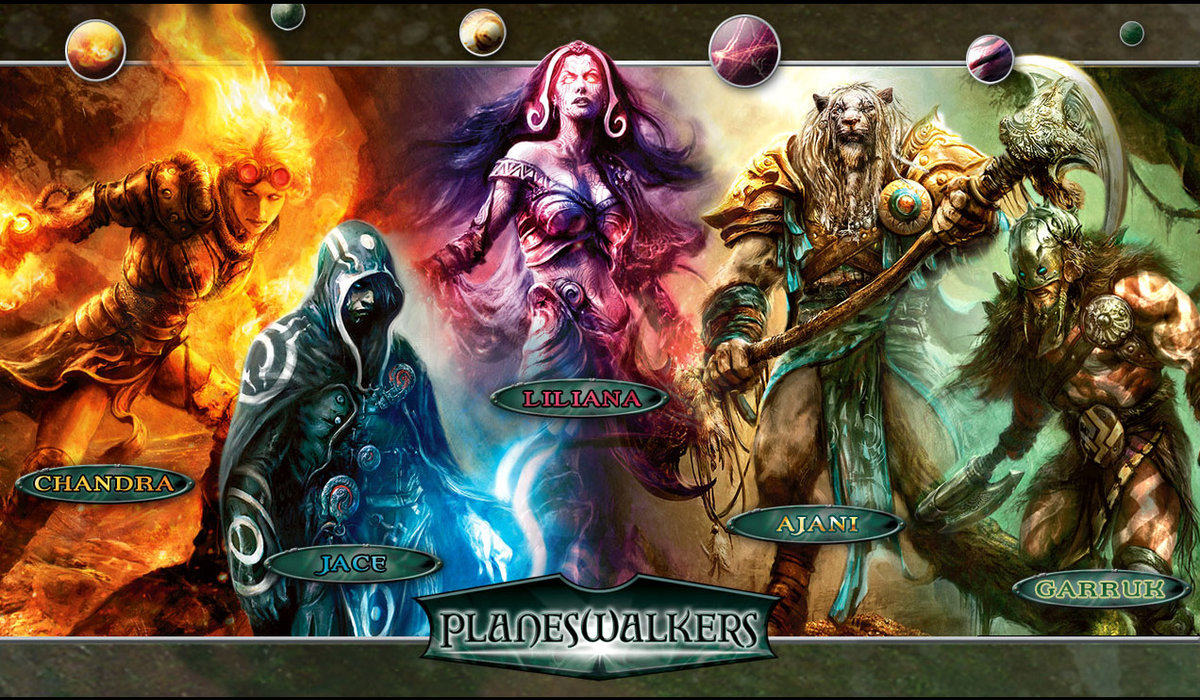 CHANDRA
JACE
LILIANA
AJANI
GARRUK
PLANESWALKERS